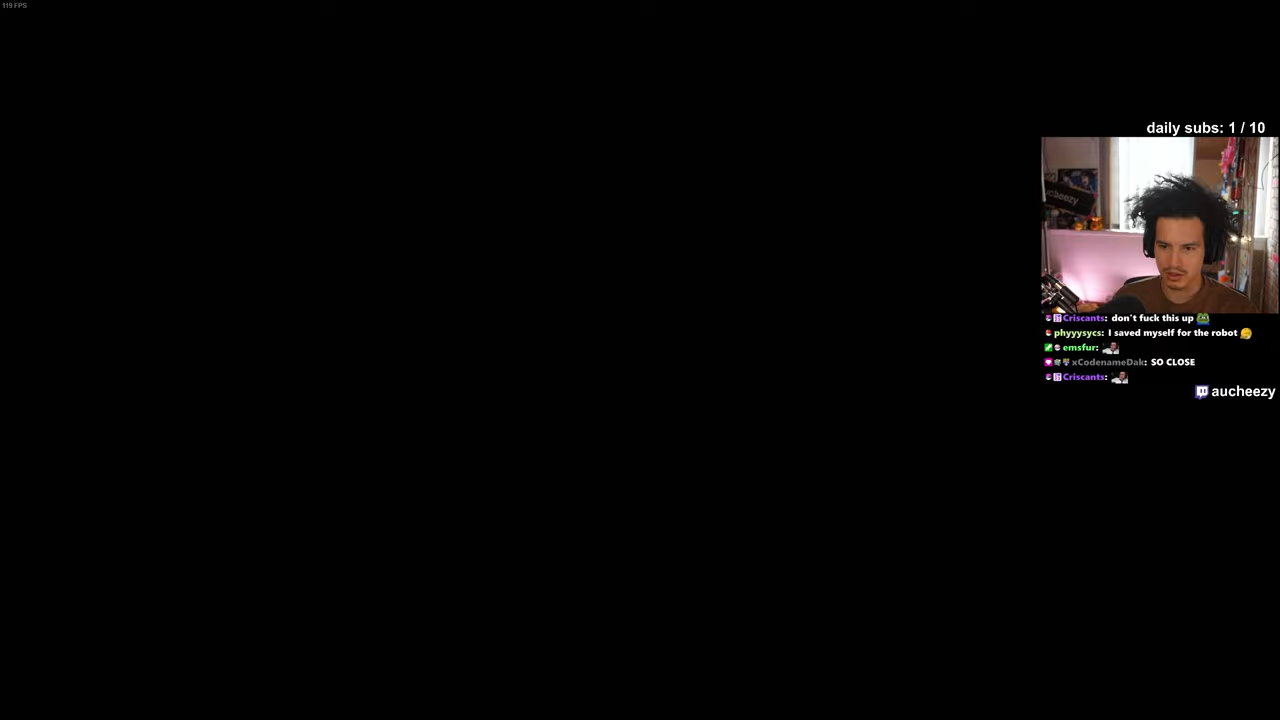 119 FPS
daily subs: 1 / 10
ucheezy
Criscants: don't fuck this up
phyyysycs: I saved myself for the robot
emsfur:
xCodenameDak: SO CLOSE
Criscants:
aucheezy